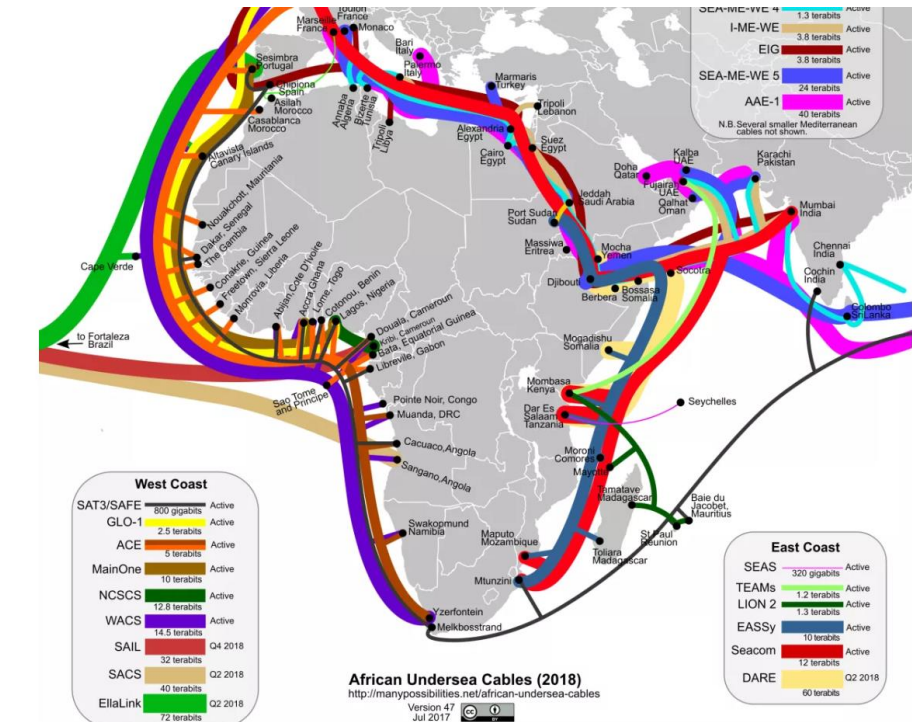 Marseille
France
Toulon
France
Monaco
Bari
Italy
Palermo
Italy
Sesimbra
Portugal
Chipiona
Spain
Asilah
Morocco
Casablanca
Morocco
Annaba
Algeria
Bizerte
Tunisia
Tripoli
Libya
Marmaris
Turkey
Tripoli
Lebanon
Alexandria
Egypt
Cairo
Egypt
Suez
Egypt
Altavista
Canary Islands
Nouakchott, Mauritania
Dakar, Senegal
The Gambia
Cape Verde
Conakrie, Guinea
Freetown, Sierra Leone
Monrovia, Liberia
Abijan,Cote D'Ivoire
Accra,Ghana
Lome, Togo
Cotonou, Benin
Lagos, Nigeria
Douala, Cameroun
Kribi, Cameroun
Bata, Equatorial Guinea
Libreville, Gabon
Sao Tome
and Principe
Pointe Noir, Congo
Muanda, DRC
Cacuaco,Angola
Sangano,Angola
Swakopmund
Namibia
Yzerfontein
Melkbosstrand
to Fortaleza
Brazil
Jeddah
Saudi Arabia
Port Sudan
Sudan
Massiwa
Eritrea
Mocha
Yemen
Djibouti
Berbera
Bossasa
Somalia
Socotra
Doha
Qatar
Kalba
UAE
Fujairah
UAE
Qalhat
Oman
Karachi
Pakistan
Mumbai
India
Chennai
India
Cochin
India
Colombo
Sri Lanka
Mogadishu
Somalia
Mombasa
Kenya
Dar Es
Salaam
Tanzania
Seychelles
Moroni
Comores
Mayotte
Tamatave
Madagascar
Baie du
Jacobet,
Mauritius
St Paul
Reunion
Toliara
Madagascar
Maputo
Mozambique
Mtunzini
SEA-ME-WE 4 Active
1.3 terabits
I-ME-WE Active
3.8 terabits
EIG Active
3.8 terabits
SEA-ME-WE 5 Active
24 terabits
AAE-1 Active
40 terabits
N.B. Several smaller Mediterranean
cables not shown.
West Coast
SAT3/SAFE Active
800 gigabits
GLO-1 Active
2.5 terabits
ACE Active
5 terabits
MainOne Active
10 terabits
NCSCS Active
12.8 terabits
WACS Active
14.5 terabits
SAIL Q4 2018
32 terabits
SACS Q2 2018
40 terabits
EllaLink Q2 2018
72 terabits
East Coast
SEAS Active
320 gigabits
TEAMs Active
1.2 terabits
LION 2 Active
1.3 terabits
EASSy Active
10 terabits
Seacom Active
12 terabits
DARE Q2 2018
60 terabits
African Undersea Cables (2018)
http://manypossibilities.net/african-undersea-cables
Version 47
Jul 2017
cc
BY